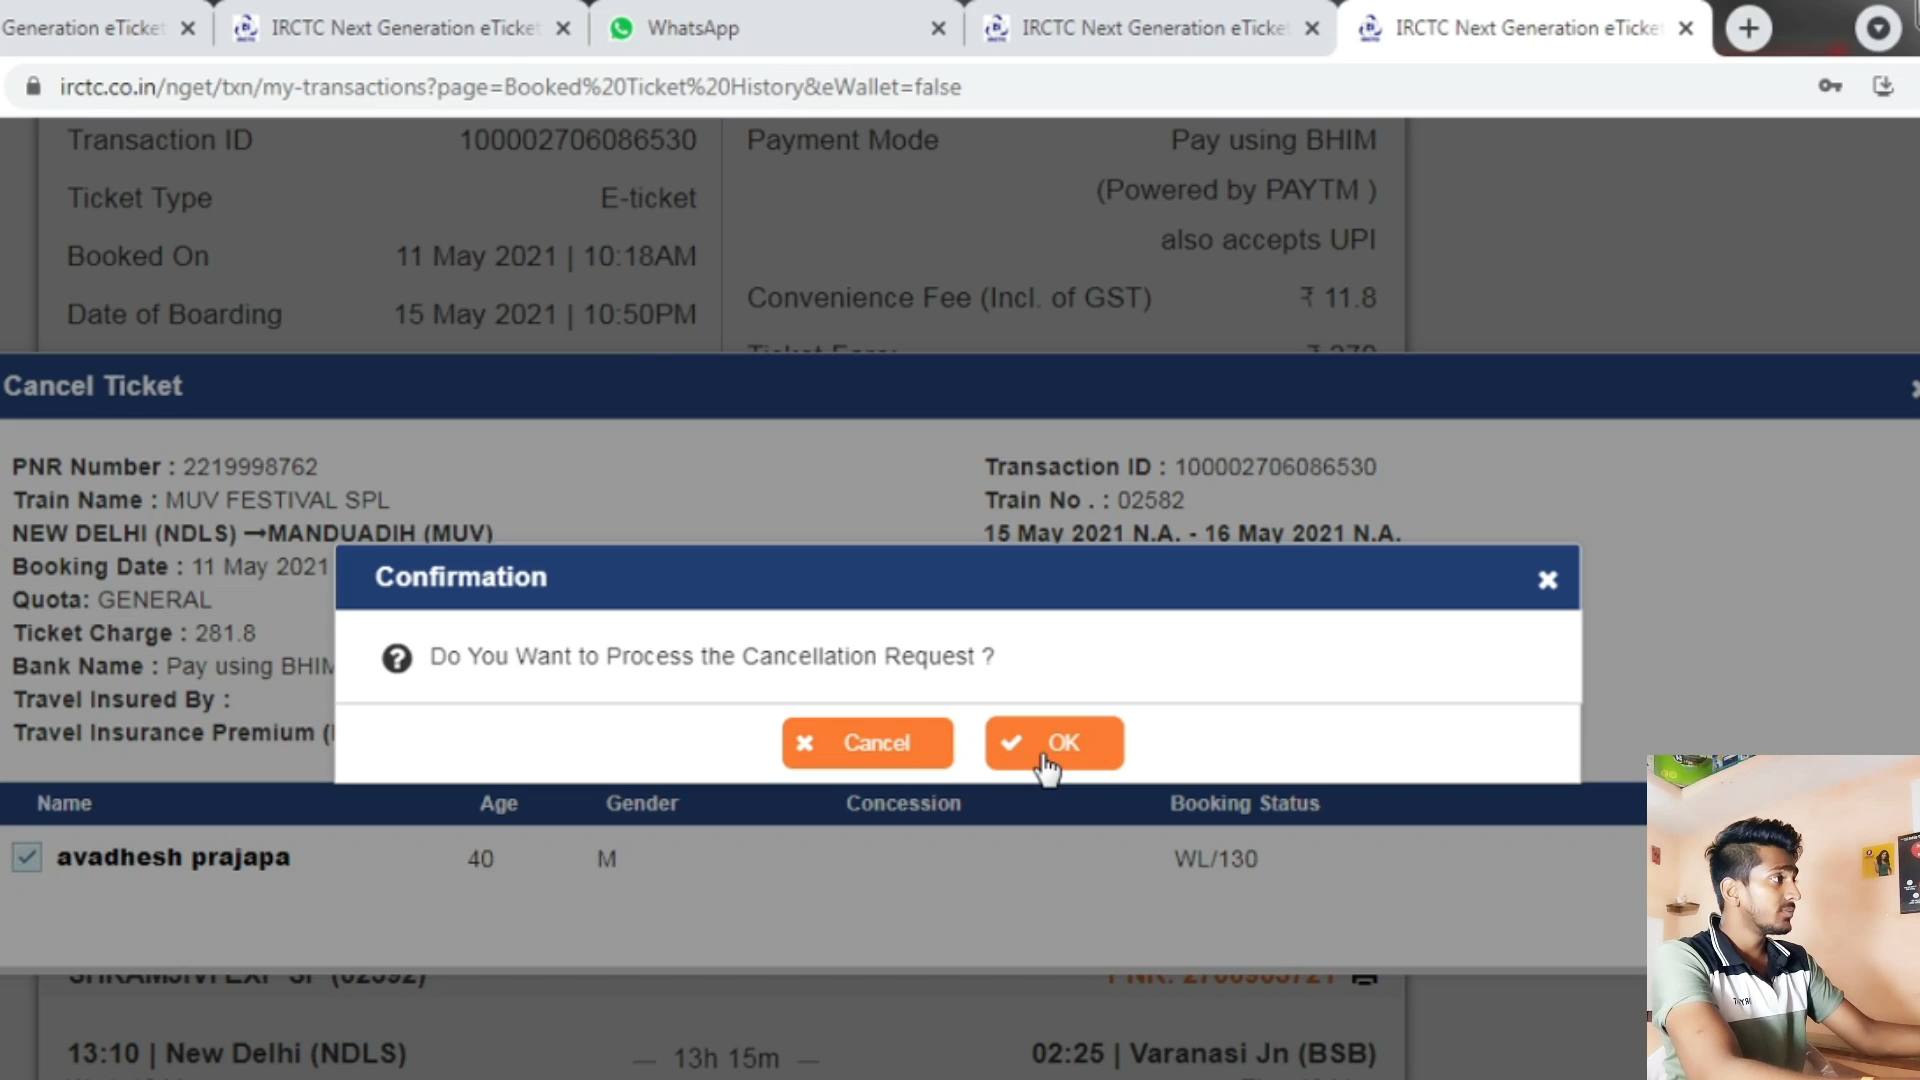 Generation eTicket
IRCTC Next Generation eTicket
WhatsApp
IRCTC Next Generation eTicket
IRCTC Next Generation eTicket
irctc.co.in/nget/txn/my-transactions?page=Booked%20Ticket%20History&eWallet=false
Transaction ID 100002706086530
Payment Mode Pay using BHIM
(Powered by PAYTM )
also accepts UPI
Ticket Type E-ticket
Booked On 11 May 2021 | 10:18AM
Convenience Fee (Incl. of GST) ₹ 11.8
Date of Boarding 15 May 2021 | 10:50PM
Cancel Ticket
PNR Number : 2219998762
Transaction ID : 100002706086530
Train Name : MUV FESTIVAL SPL
Train No . : 02582
NEW DELHI (NDLS) →MANDUADIH (MUV)
15 May 2021 N.A. - 16 May 2021 N.A.
Booking Date : 11 May 2021
Quota: GENERAL
Ticket Charge : 281.8
Bank Name : Pay using BHIM
Travel Insured By :
Travel Insurance Premium (
Confirmation
? Do You Want to Process the Cancellation Request ?
Cancel
OK
Name Age Gender Concession Booking Status
avadhesh prajapa 40 M WL/130
13:10 | New Delhi (NDLS) — 13h 15m — 02:25 | Varanasi Jn (BSB)